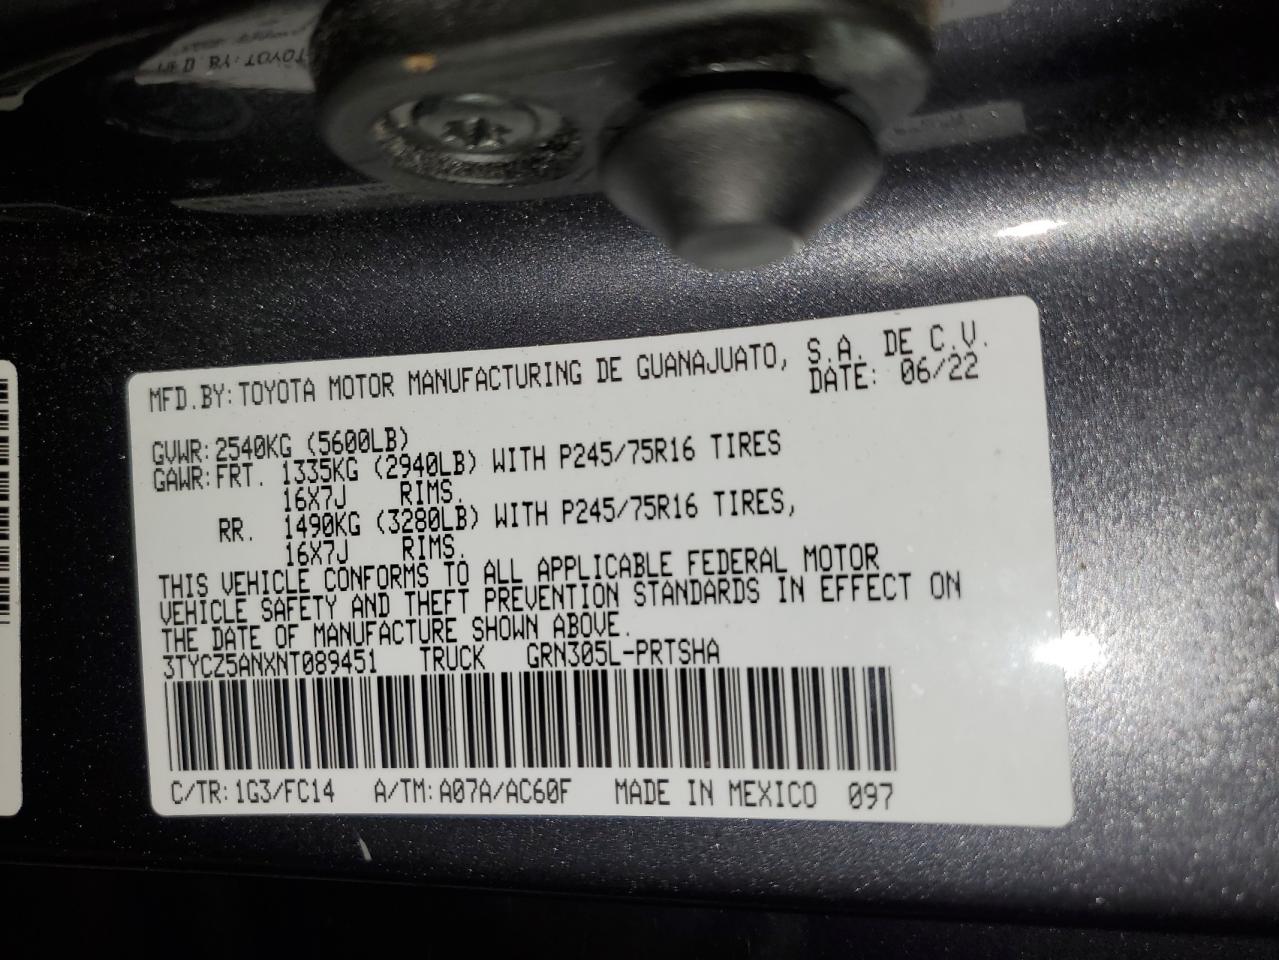 MFD.BY:TOYOTA MOTOR MANUFACTURING DE GUANAJUATO, S.A. DE C.V.
DATE: 06/22
GVWR:2540KG (5600LB)
GAWR:FRT. 1335KG (2940LB) WITH P245/75R16 TIRES
16X7J RIMS.
RR. 1490KG (3280LB) WITH P245/75R16 TIRES,
16X7J RIMS.
THIS VEHICLE CONFORMS TO ALL APPLICABLE FEDERAL MOTOR
VEHICLE SAFETY AND THEFT PREVENTION STANDARDS IN EFFECT ON
THE DATE OF MANUFACTURE SHOWN ABOVE.
3TYCZ5ANXNT089451 TRUCK GRN305L-PRTSHA
C/TR:1G3/FC14 A/TM:A07A/AC60F MADE IN MEXICO 097